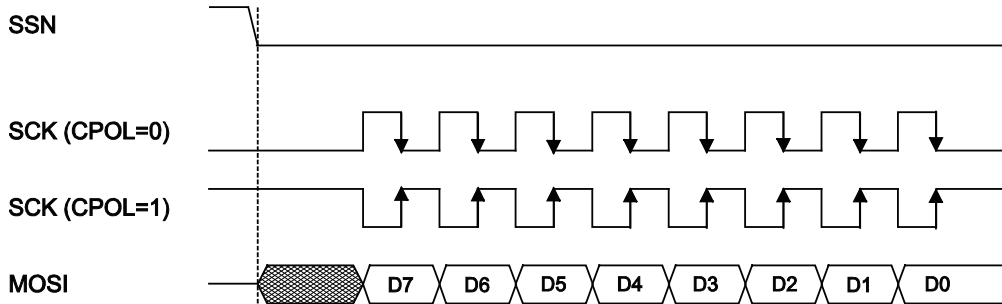 SSN
SCK (CPOL=0)
SCK (CPOL=1)
MOSI D7 D6 D5 D4 D3 D2 D1 D0